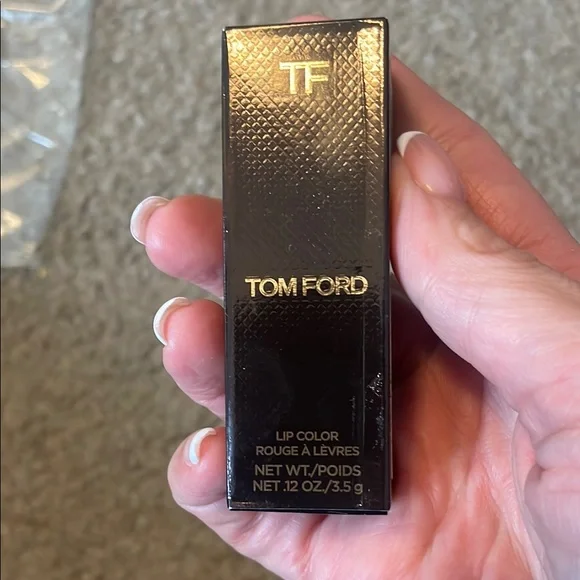 TF
TOM FORD
LIP COLOR
ROUGE À LÈVRES
NET WT./POIDS
NET .12 OZ./3.5 g